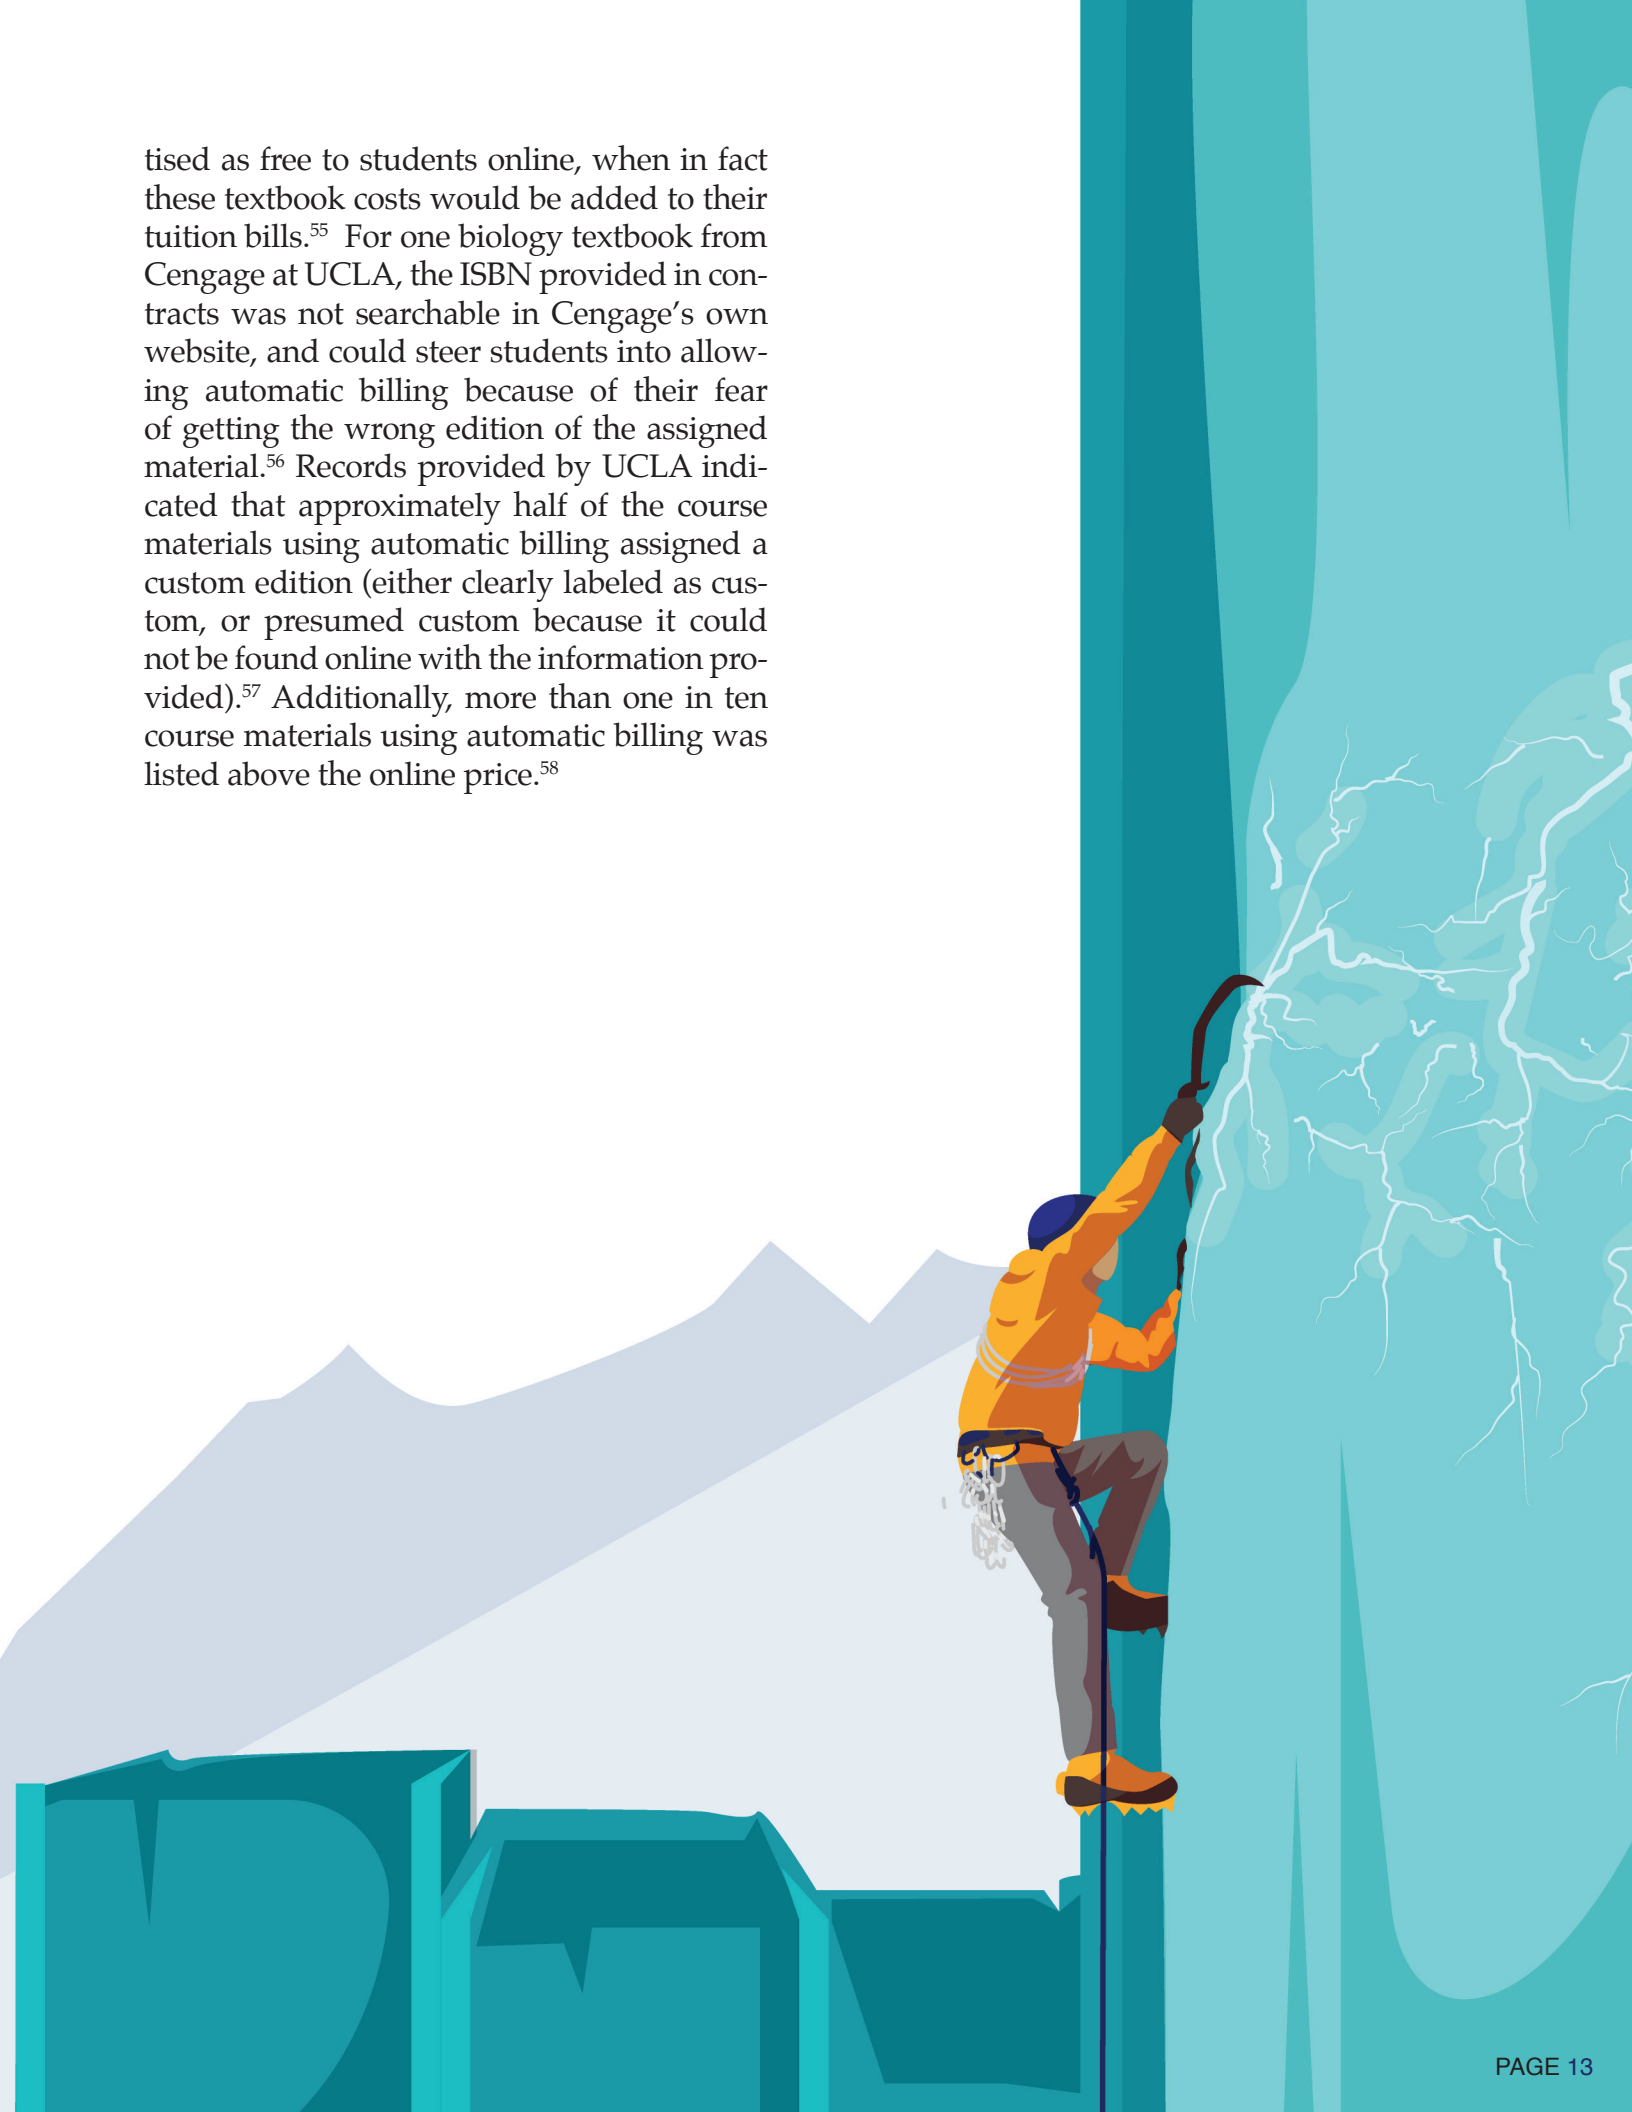 tised as free to students online, when in fact
these textbook costs would be added to their
tuition bills.55  For one biology textbook from
Cengage at UCLA, the ISBN provided in con-
tracts was not searchable in Cengage’s own
website, and could steer students into allow-
ing automatic billing because of their fear
of getting the wrong edition of the assigned
material.56 Records provided by UCLA indi-
cated that approximately half of the course
materials using automatic billing assigned a
custom edition (either clearly labeled as cus-
tom, or presumed custom because it could
not be found online with the information pro-
vided).57 Additionally, more than one in ten
course materials using automatic billing was
listed above the online price.58
PAGE 13